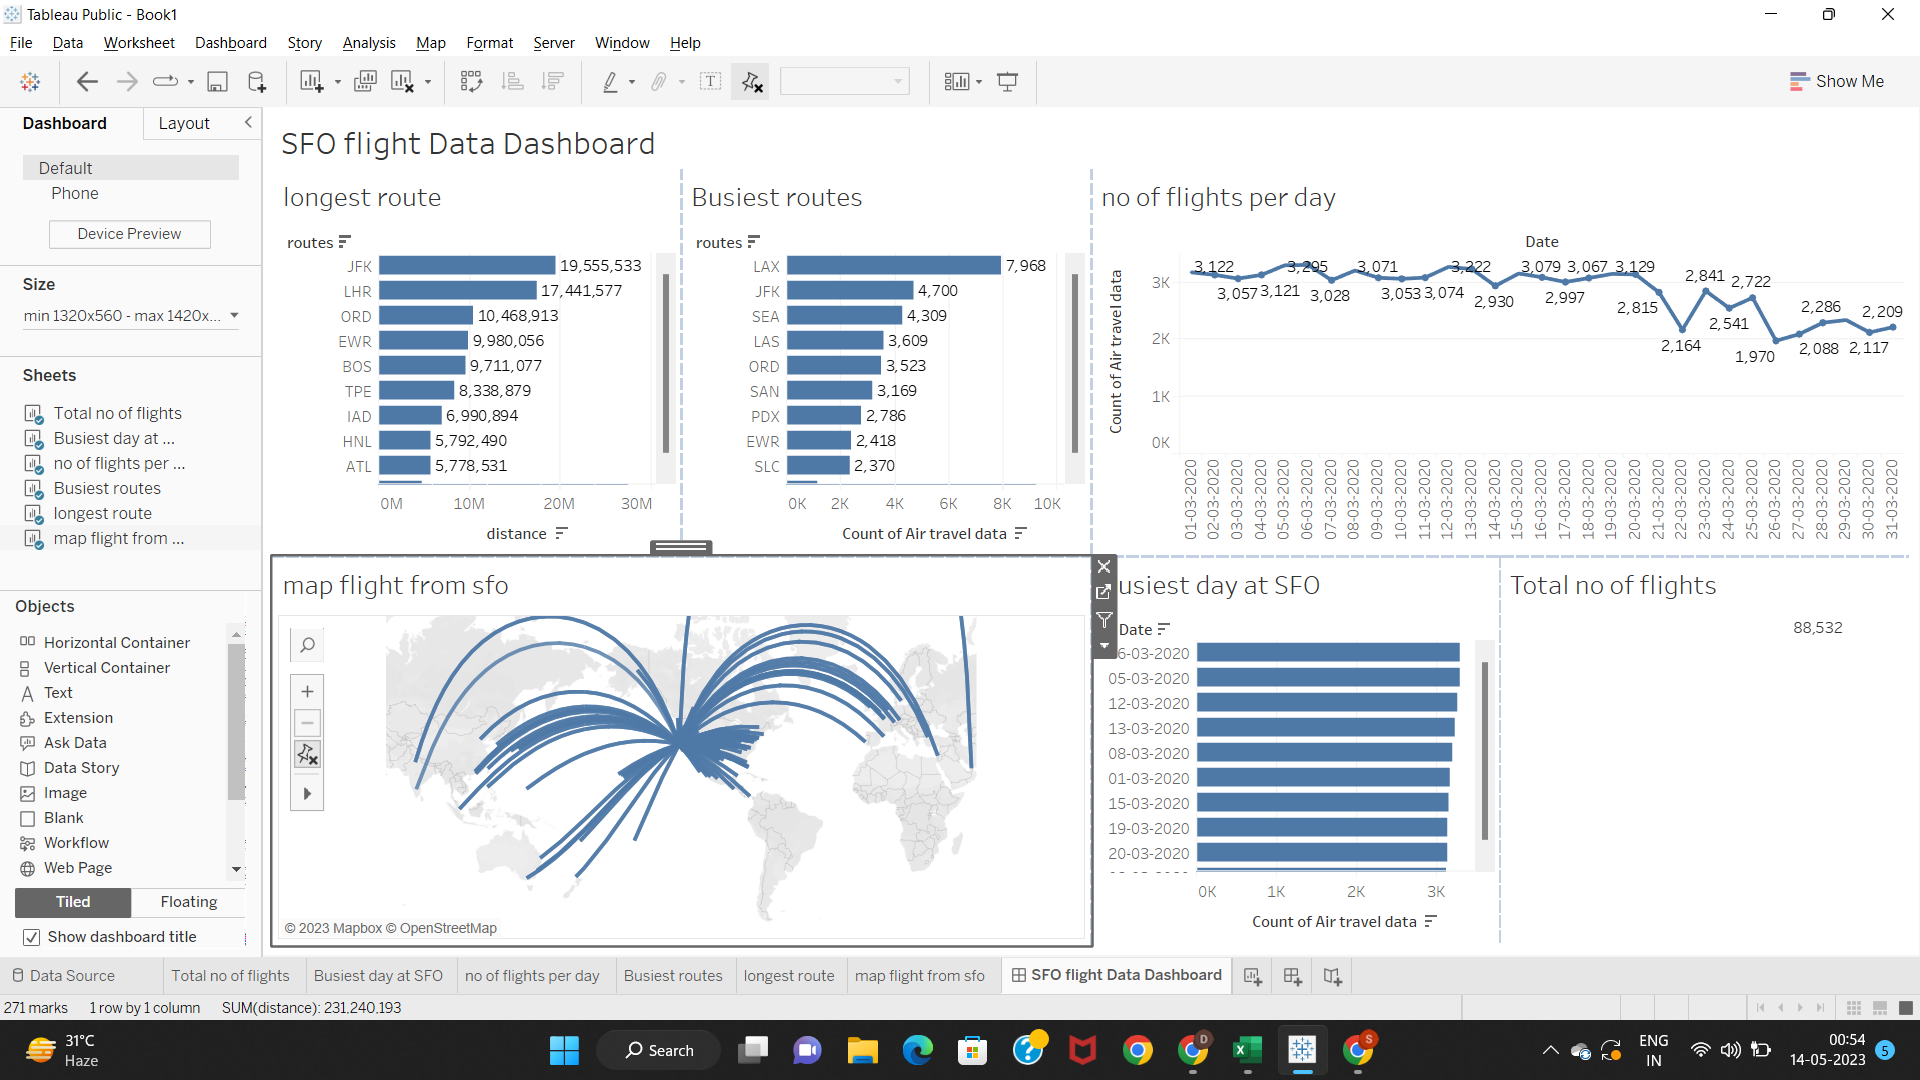 Tableau Public - Book1
File Data Worksheet Dashboard Story Analysis Map Format Server Window Help
Show Me
Dashboard Layout
Default
Phone
Device Preview
Size
min 1320x560 - max 1420x...
Sheets
Total no of flights
Busiest day at ...
no of flights per ...
Busiest routes
longest route
map flight from ...
Objects
Horizontal Container
Vertical Container
Text
Extension
Ask Data
Data Story
Image
Blank
Workflow
Web Page
Tiled Floating
Show dashboard title
SFO flight Data Dashboard
longest route
routes
JFK 19,555,533
LHR 17,441,577
ORD 10,468,913
EWR 9,980,056
BOS 9,711,077
TPE 8,338,879
IAD 6,990,894
HNL 5,792,490
ATL 5,778,531
0M 10M 20M 30M
distance
Busiest routes
routes
LAX 7,968
JFK 4,700
SEA 4,309
LAS 3,609
ORD 3,523
SAN 3,169
PDX 2,786
EWR 2,418
SLC 2,370
0K 2K 4K 6K 8K 10K
Count of Air travel data
no of flights per day
Date
Count of Air travel data
3K
2K
1K
0K
3,122 3,295 3,071 3,222 3,079 3,067 3,129 2,841 2,722
3,057 3,121 3,028 3,053 3,074 2,930 2,997 2,815 2,286 2,209
2,164 2,541 1,970 2,088 2,117
01-03-2020
02-03-2020
03-03-2020
04-03-2020
05-03-2020
06-03-2020
07-03-2020
08-03-2020
09-03-2020
10-03-2020
11-03-2020
12-03-2020
13-03-2020
14-03-2020
15-03-2020
16-03-2020
17-03-2020
18-03-2020
19-03-2020
20-03-2020
21-03-2020
22-03-2020
23-03-2020
24-03-2020
25-03-2020
26-03-2020
27-03-2020
28-03-2020
29-03-2020
30-03-2020
31-03-2020
map flight from sfo
© 2023 Mapbox © OpenStreetMap
usiest day at SFO
Date
6-03-2020
05-03-2020
12-03-2020
13-03-2020
08-03-2020
01-03-2020
15-03-2020
19-03-2020
20-03-2020
0K 1K 2K 3K
Count of Air travel data
Total no of flights
88,532
Data Source Total no of flights Busiest day at SFO no of flights per day Busiest routes longest route map flight from sfo SFO flight Data Dashboard
271 marks 1 row by 1 column SUM(distance): 231,240,193
31°C
Haze
Search
D
S
ENG
IN
00:54
14-05-2023
5